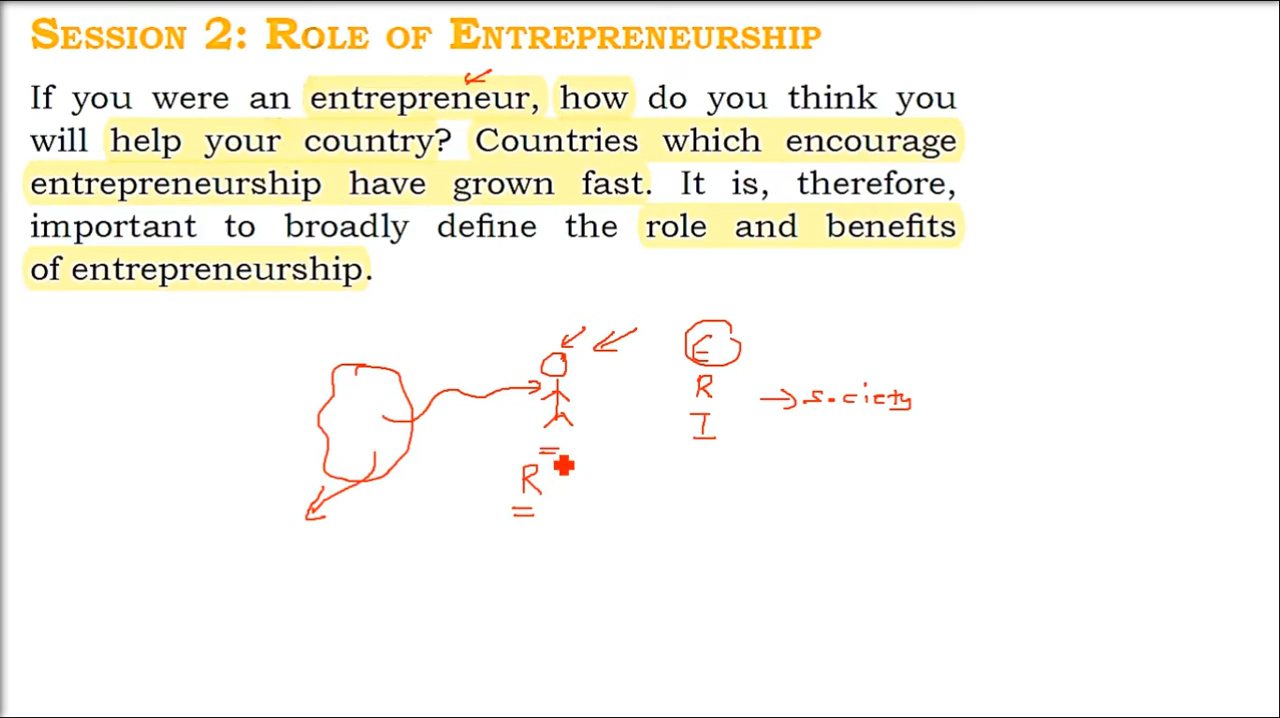 SESSION 2: ROLE OF ENTREPRENEURSHIP
If you were an entrepreneur, how do you think you
will help your country? Countries which encourage
entrepreneurship have grown fast. It is, therefore,
important to broadly define the role and benefits
of entrepreneurship.
E
R
I
society
R